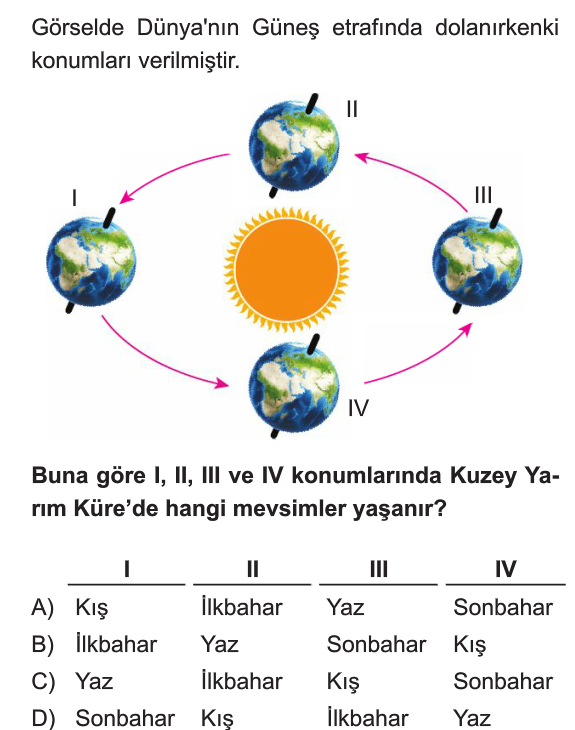 Görselde Dünya'nın Güneş etrafında dolanırkenki
konumları verilmiştir.
II
I
III
IV
Buna göre I, II, III ve IV konumlarında Kuzey Ya-
rım Küre’de hangi mevsimler yaşanır?
I II III IV
A) Kış İlkbahar Yaz Sonbahar
B) İlkbahar Yaz Sonbahar Kış
C) Yaz İlkbahar Kış Sonbahar
D) Sonbahar Kış İlkbahar Yaz